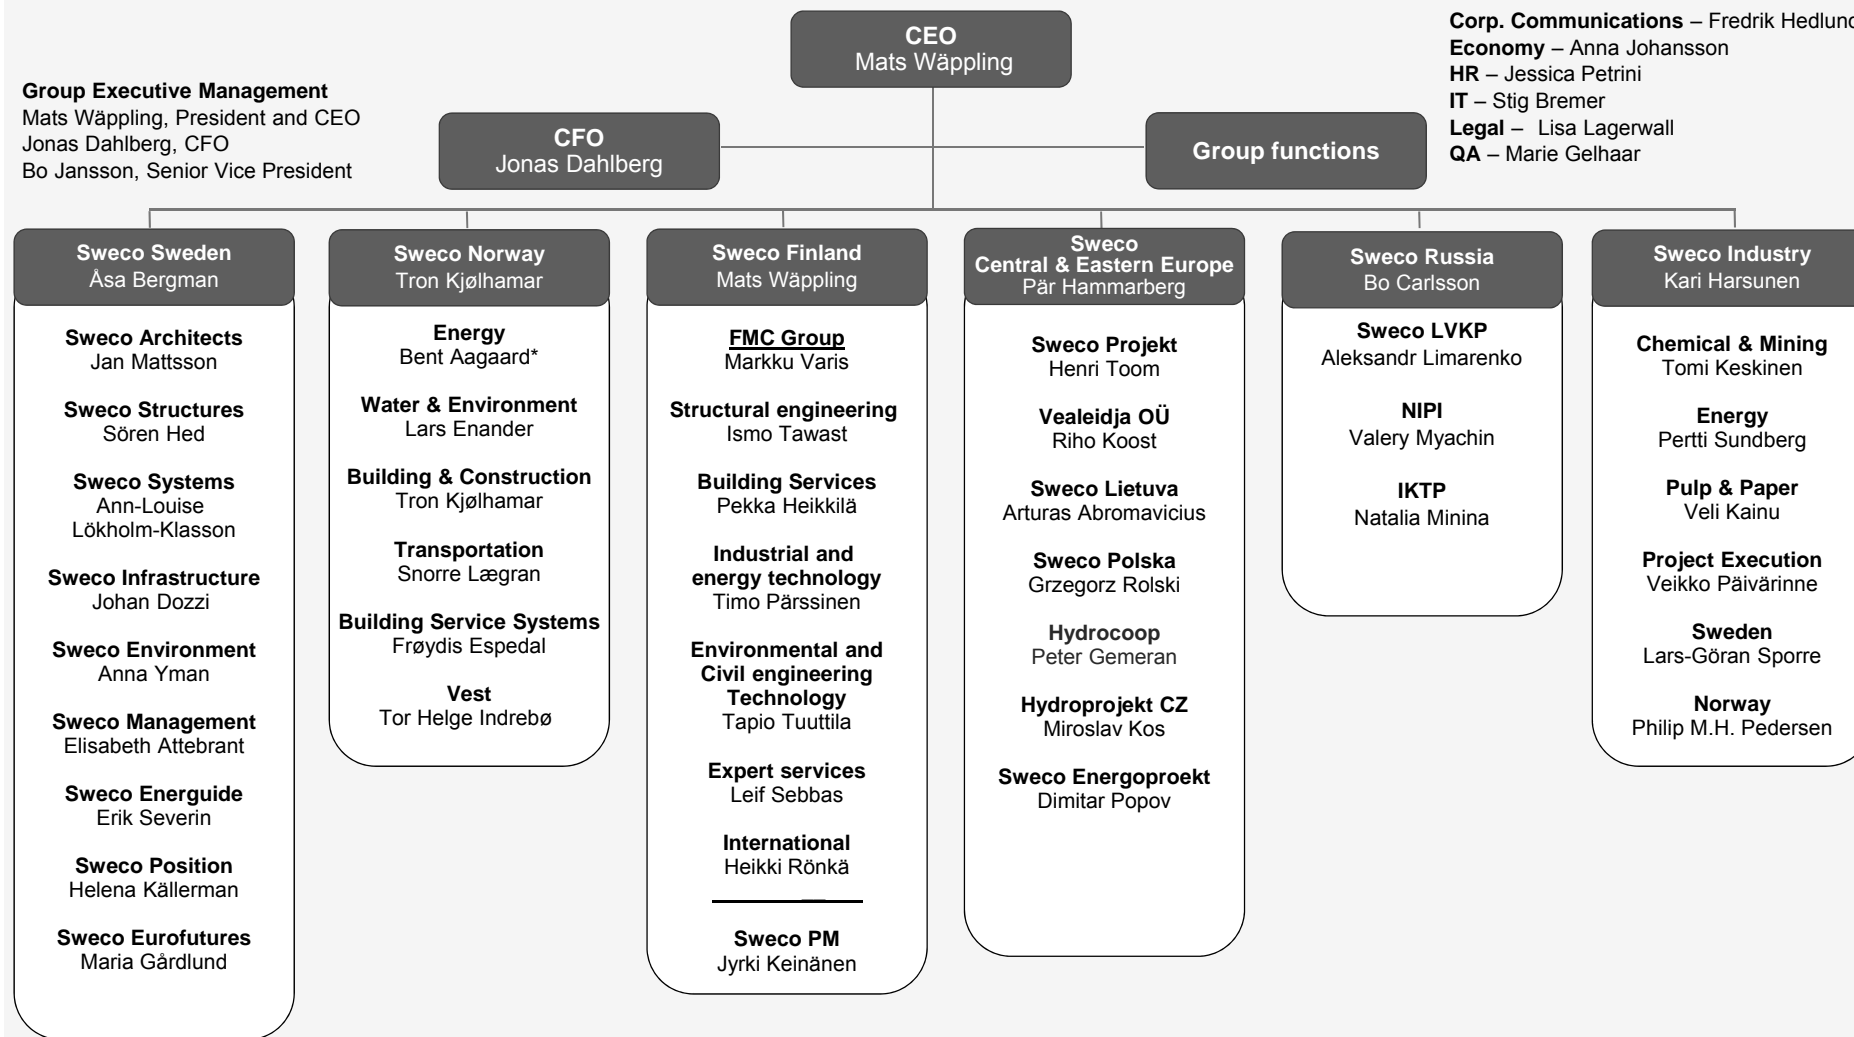 CEO
Mats Wäppling
Group Executive Management
Mats Wäppling, President and CEO
Jonas Dahlberg, CFO
Bo Jansson, Senior Vice President
CFO
Jonas Dahlberg
Group functions
Corp. Communications – Fredrik Hedlund
Economy – Anna Johansson
HR – Jessica Petrini
IT – Stig Bremer
Legal – Lisa Lagerwall
QA – Marie Gelhaar
Sweco Sweden
Åsa Bergman
Sweco Architects
Jan Mattsson
Sweco Structures
Sören Hed
Sweco Systems
Ann-Louise
Lökholm-Klasson
Sweco Infrastructure
Johan Dozzi
Sweco Environment
Anna Yman
Sweco Management
Elisabeth Attebrant
Sweco Energuide
Erik Severin
Sweco Position
Helena Källerman
Sweco Eurofutures
Maria Gårdlund
Sweco Norway
Tron Kjølhamar
Energy
Bent Aagaard*
Water & Environment
Lars Enander
Building & Construction
Tron Kjølhamar
Transportation
Snorre Lægran
Building Service Systems
Frøydis Espedal
Vest
Tor Helge Indrebø
Sweco Finland
Mats Wäppling
FMC Group
Markku Varis
Structural engineering
Ismo Tawast
Building Services
Pekka Heikkilä
Industrial and
energy technology
Timo Pärssinen
Environmental and
Civil engineering
Technology
Tapio Tuuttila
Expert services
Leif Sebbas
International
Heikki Rönkä
Sweco PM
Jyrki Keinänen
Sweco
Central & Eastern Europe
Pär Hammarberg
Sweco Projekt
Henri Toom
Vealeidja OÜ
Riho Koost
Sweco Lietuva
Arturas Abromavicius
Sweco Polska
Grzegorz Rolski
Hydrocoop
Peter Gemeran
Hydroprojekt CZ
Miroslav Kos
Sweco Energoproekt
Dimitar Popov
Sweco Russia
Bo Carlsson
Sweco LVKP
Aleksandr Limarenko
NIPI
Valery Myachin
IKTP
Natalia Minina
Sweco Industry
Kari Harsunen
Chemical & Mining
Tomi Keskinen
Energy
Pertti Sundberg
Pulp & Paper
Veli Kainu
Project Execution
Veikko Päivärinne
Sweden
Lars-Göran Sporre
Norway
Philip M.H. Pedersen